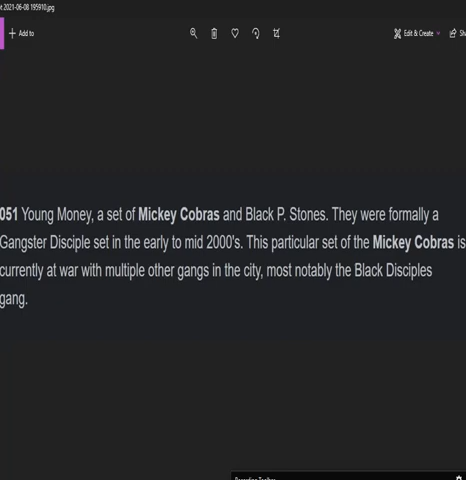 t 2021-06-08 195910.jpg
+ Add to Edit & Create
051 Young Money, a set of Mickey Cobras and Black P. Stones. They were formally a
Gangster Disciple set in the early to mid 2000's. This particular set of the Mickey Cobras is
currently at war with multiple other gangs in the city, most notably the Black Disciples
gang.